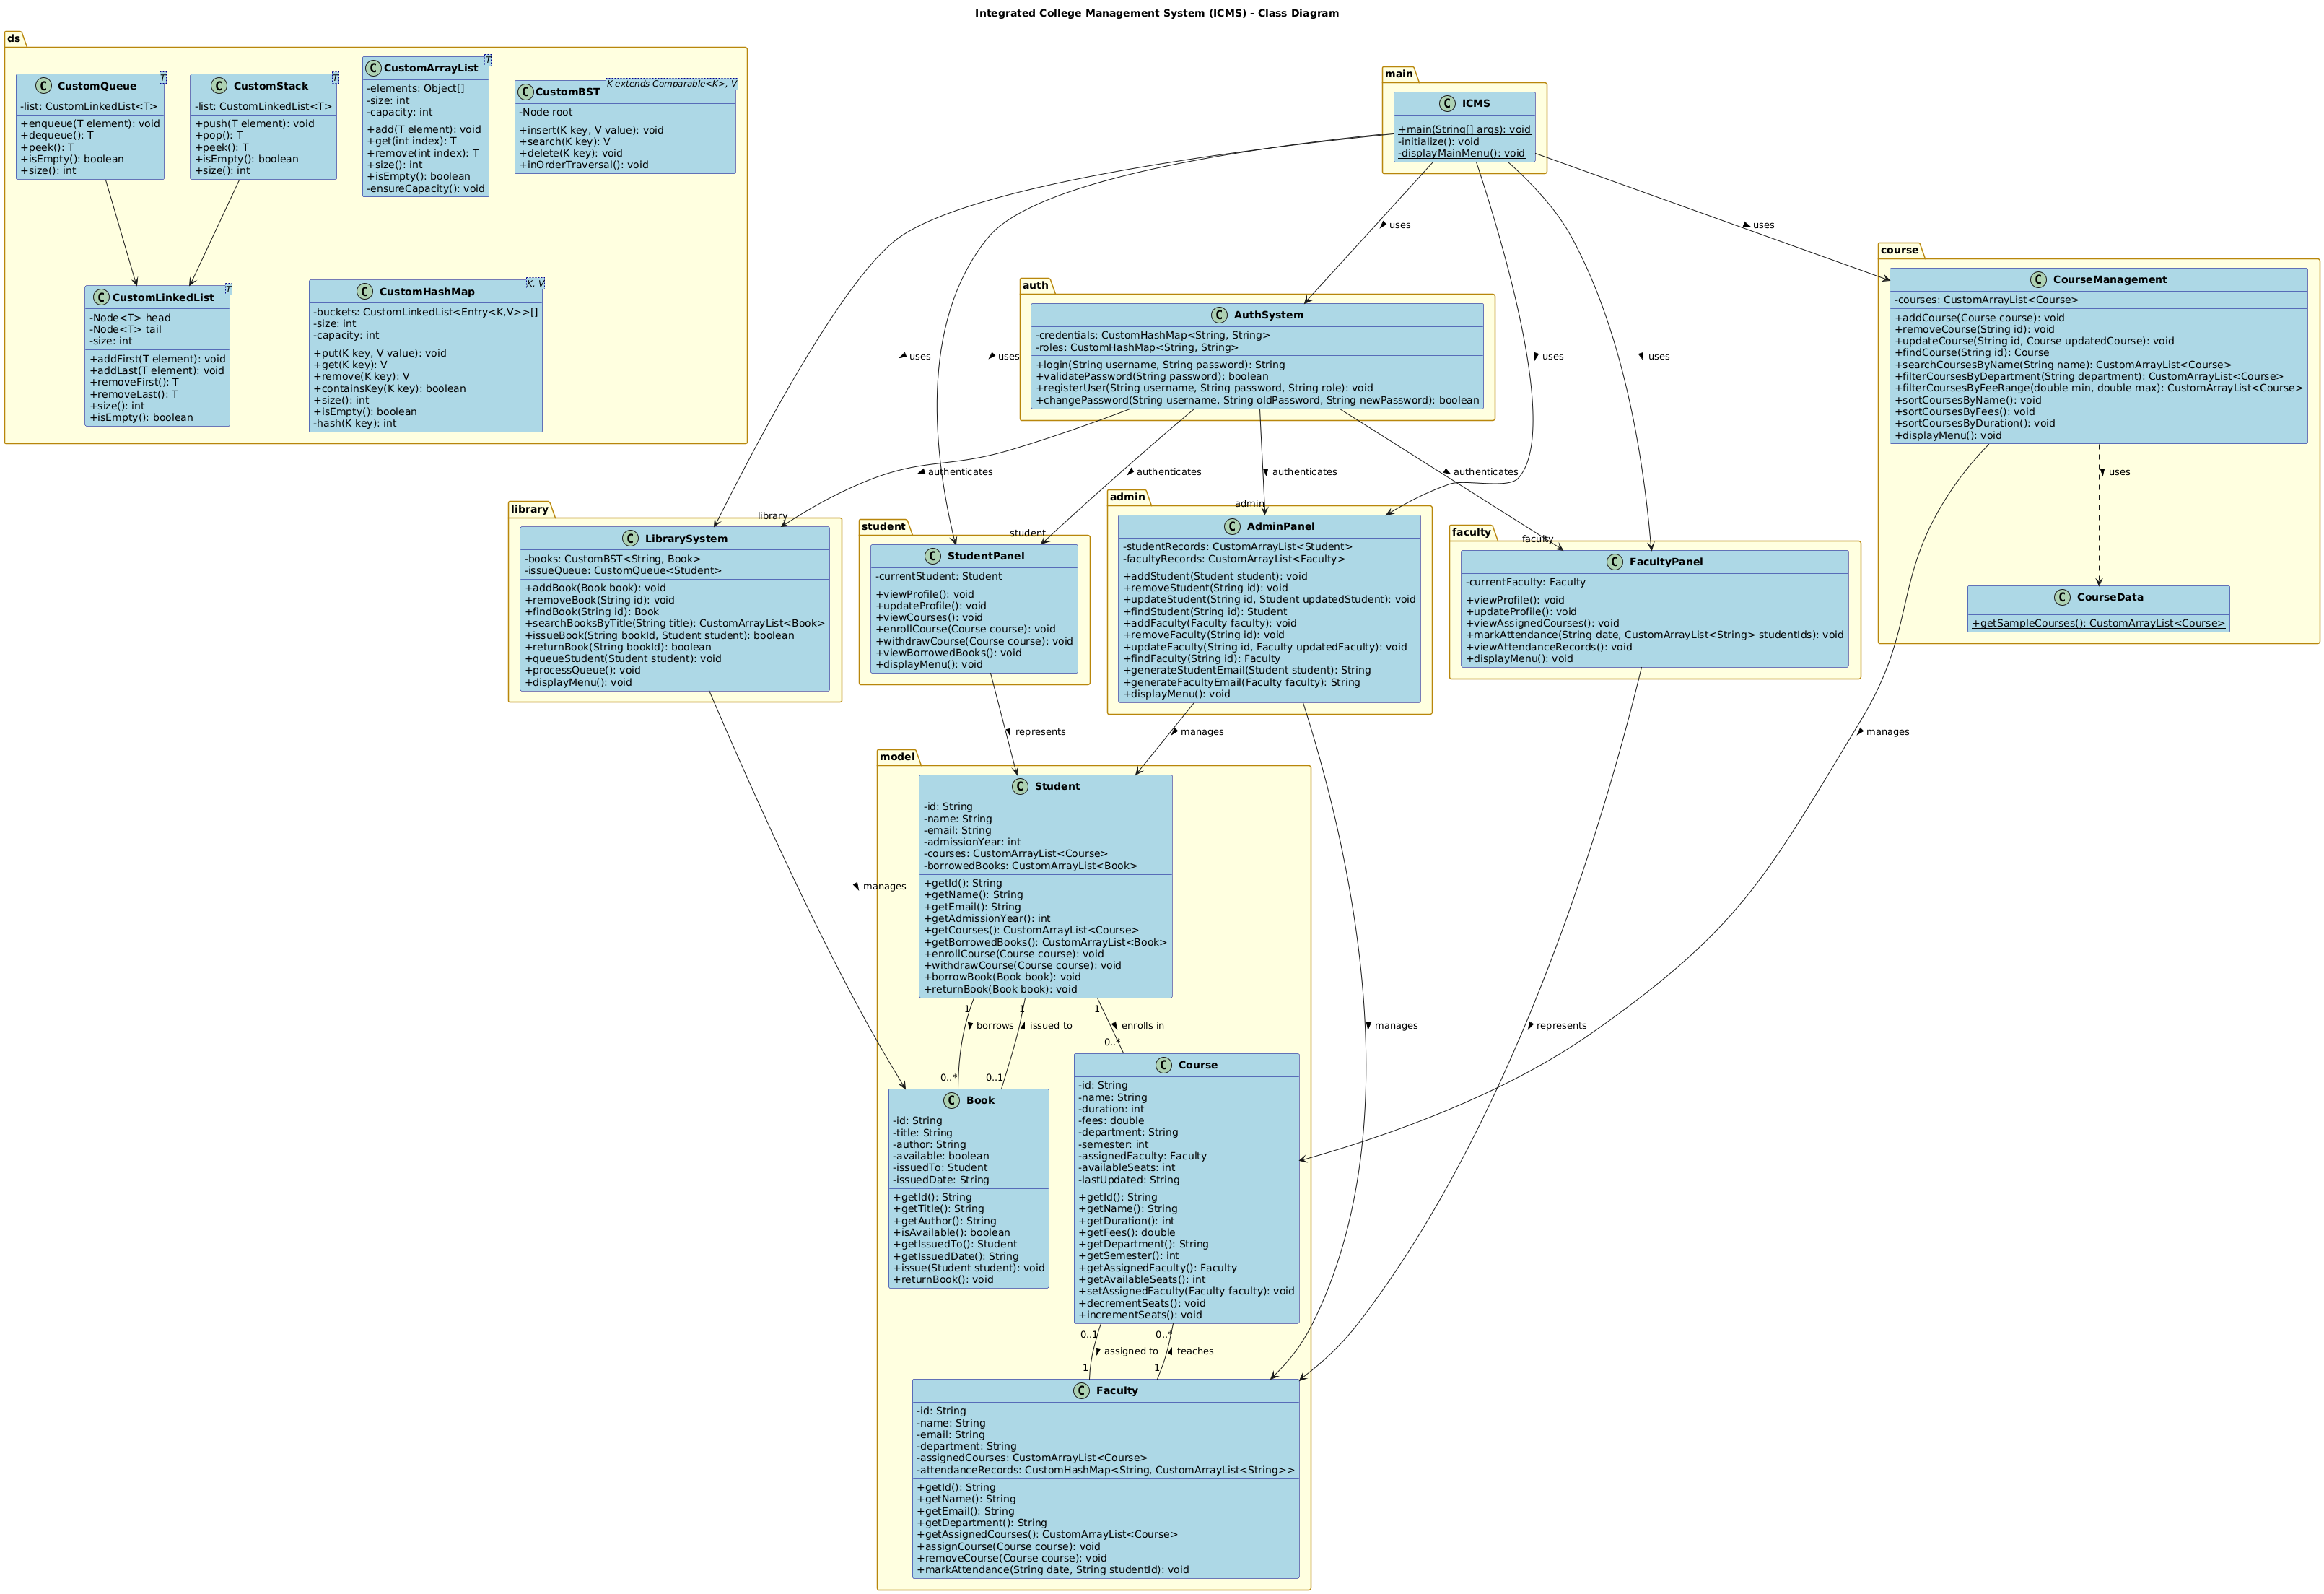 Integrated College Management System (ICMS) - Class Diagram
ds
CustomQueue
T
-list: CustomLinkedList<T>
+enqueue(T element): void
+dequeue(): T
+peek(): T
+isEmpty(): boolean
+size(): int
CustomStack
T
-list: CustomLinkedList<T>
+push(T element): void
+pop(): T
+peek(): T
+isEmpty(): boolean
+size(): int
CustomArrayList
T
-elements: Object[]
-size: int
-capacity: int
+add(T element): void
+get(int index): T
+remove(int index): T
+size(): int
+isEmpty(): boolean
-ensureCapacity(): void
CustomBST
K extends Comparable<K>, V
-Node root
+insert(K key, V value): void
+search(K key): V
+delete(K key): void
+inOrderTraversal(): void
CustomLinkedList
T
-Node<T> head
-Node<T> tail
-size: int
+addFirst(T element): void
+addLast(T element): void
+removeFirst(): T
+removeLast(): T
+size(): int
+isEmpty(): boolean
CustomHashMap
K, V
-buckets: CustomLinkedList<Entry<K,V>>[]
-size: int
-capacity: int
+put(K key, V value): void
+get(K key): V
+remove(K key): V
+containsKey(K key): boolean
+size(): int
+isEmpty(): boolean
-hash(K key): int
main
ICMS
+main(String[] args): void
-initialize(): void
-displayMainMenu(): void
uses
uses
uses
uses
uses
uses
auth
AuthSystem
-credentials: CustomHashMap<String, String>
-roles: CustomHashMap<String, String>
+login(String username, String password): String
+validatePassword(String password): boolean
+registerUser(String username, String password, String role): void
+changePassword(String username, String oldPassword, String newPassword): boolean
course
CourseManagement
-courses: CustomArrayList<Course>
+addCourse(Course course): void
+removeCourse(String id): void
+updateCourse(String id, Course updatedCourse): void
+findCourse(String id): Course
+searchCoursesByName(String name): CustomArrayList<Course>
+filterCoursesByDepartment(String department): CustomArrayList<Course>
+filterCoursesByFeeRange(double min, double max): CustomArrayList<Course>
+sortCoursesByName(): void
+sortCoursesByFees(): void
+sortCoursesByDuration(): void
+displayMenu(): void
uses
CourseData
+getSampleCourses(): CustomArrayList<Course>
authenticates
authenticates
authenticates
authenticates
library
student
admin
faculty
library
LibrarySystem
-books: CustomBST<String, Book>
-issueQueue: CustomQueue<Student>
+addBook(Book book): void
+removeBook(String id): void
+findBook(String id): Book
+searchBooksByTitle(String title): CustomArrayList<Book>
+issueBook(String bookId, Student student): boolean
+returnBook(String bookId): boolean
+queueStudent(Student student): void
+processQueue(): void
+displayMenu(): void
student
StudentPanel
-currentStudent: Student
+viewProfile(): void
+updateProfile(): void
+viewCourses(): void
+enrollCourse(Course course): void
+withdrawCourse(Course course): void
+viewBorrowedBooks(): void
+displayMenu(): void
admin
AdminPanel
-studentRecords: CustomArrayList<Student>
-facultyRecords: CustomArrayList<Faculty>
+addStudent(Student student): void
+removeStudent(String id): void
+updateStudent(String id, Student updatedStudent): void
+findStudent(String id): Student
+addFaculty(Faculty faculty): void
+removeFaculty(String id): void
+updateFaculty(String id, Faculty updatedFaculty): void
+findFaculty(String id): Faculty
+generateStudentEmail(Student student): String
+generateFacultyEmail(Faculty faculty): String
+displayMenu(): void
faculty
FacultyPanel
-currentFaculty: Faculty
+viewProfile(): void
+updateProfile(): void
+viewAssignedCourses(): void
+markAttendance(String date, CustomArrayList<String> studentIds): void
+viewAttendanceRecords(): void
+displayMenu(): void
represents
manages
manages
manages
manages
represents
model
Student
-id: String
-name: String
-email: String
-admissionYear: int
-courses: CustomArrayList<Course>
-borrowedBooks: CustomArrayList<Book>
+getId(): String
+getName(): String
+getEmail(): String
+getAdmissionYear(): int
+getCourses(): CustomArrayList<Course>
+getBorrowedBooks(): CustomArrayList<Book>
+enrollCourse(Course course): void
+withdrawCourse(Course course): void
+borrowBook(Book book): void
+returnBook(Book book): void
1
1
1
borrows
issued to
enrolls in
0..*
0..1
0..*
Book
-id: String
-title: String
-author: String
-available: boolean
-issuedTo: Student
-issuedDate: String
+getId(): String
+getTitle(): String
+getAuthor(): String
+isAvailable(): boolean
+getIssuedTo(): Student
+getIssuedDate(): String
+issue(Student student): void
+returnBook(): void
Course
-id: String
-name: String
-duration: int
-fees: double
-department: String
-semester: int
-assignedFaculty: Faculty
-availableSeats: int
-lastUpdated: String
+getId(): String
+getName(): String
+getDuration(): int
+getFees(): double
+getDepartment(): String
+getSemester(): int
+getAssignedFaculty(): Faculty
+getAvailableSeats(): int
+setAssignedFaculty(Faculty faculty): void
+decrementSeats(): void
+incrementSeats(): void
0..1
0..*
assigned to
teaches
1
1
Faculty
-id: String
-name: String
-email: String
-department: String
-assignedCourses: CustomArrayList<Course>
-attendanceRecords: CustomHashMap<String, CustomArrayList<String>>
+getId(): String
+getName(): String
+getEmail(): String
+getDepartment(): String
+getAssignedCourses(): CustomArrayList<Course>
+assignCourse(Course course): void
+removeCourse(Course course): void
+markAttendance(String date, String studentId): void